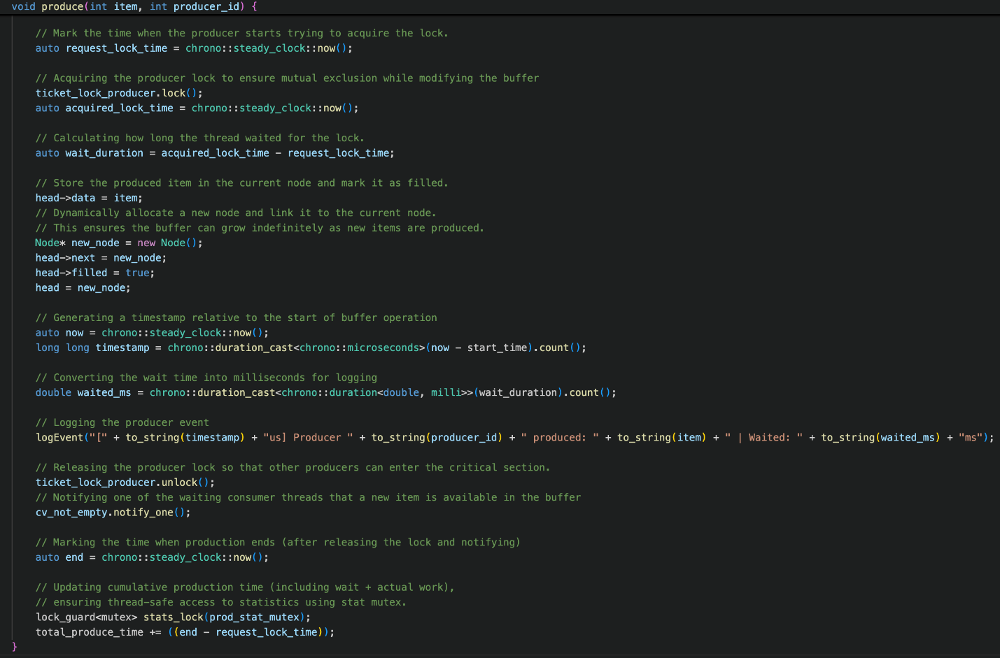 void produce(int item, int producer_id) {
// Mark the time when the producer starts trying to acquire the lock.
auto request_lock_time = chrono::steady_clock::now();
// Acquiring the producer lock to ensure mutual exclusion while modifying the buffer
ticket_lock_producer.lock();
auto acquired_lock_time = chrono::steady_clock::now();
// Calculating how long the thread waited for the lock.
auto wait_duration = acquired_lock_time - request_lock_time;
// Store the produced item in the current node and mark it as filled.
head->data = item;
// Dynamically allocate a new node and link it to the current node.
// This ensures the buffer can grow indefinitely as new items are produced.
Node* new_node = new Node();
head->next = new_node;
head->filled = true;
head = new_node;
// Generating a timestamp relative to the start of buffer operation
auto now = chrono::steady_clock::now();
long long timestamp = chrono::duration_cast<chrono::microseconds>(now - start_time).count();
// Converting the wait time into milliseconds for logging
double waited_ms = chrono::duration_cast<chrono::duration<double, milli>>(wait_duration).count();
// Logging the producer event
logEvent("[" + to_string(timestamp) + "us] Producer " + to_string(producer_id) + " produced: " + to_string(item) + " | Waited: " + to_string(waited_ms) + "ms");
// Releasing the producer lock so that other producers can enter the critical section.
ticket_lock_producer.unlock();
// Notifying one of the waiting consumer threads that a new item is available in the buffer
cv_not_empty.notify_one();
// Marking the time when production ends (after releasing the lock and notifying)
auto end = chrono::steady_clock::now();
// Updating cumulative production time (including wait + actual work),
// ensuring thread-safe access to statistics using stat mutex.
lock_guard<mutex> stats_lock(prod_stat_mutex);
total_produce_time += ((end - request_lock_time));
}